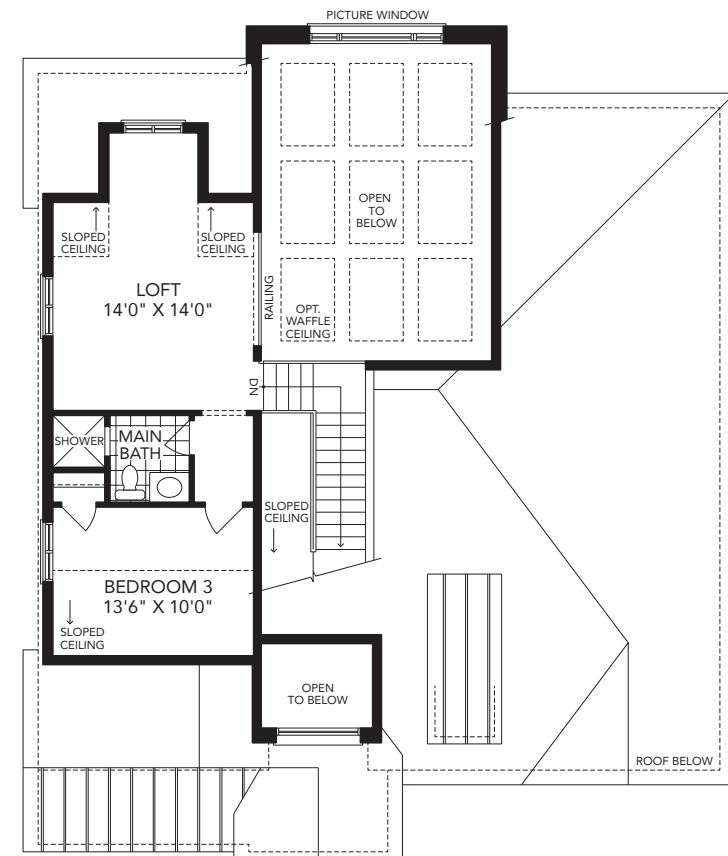 PICTURE WINDOW
OPEN
TO
BELOW
SLOPED
CEILING
SLOPED
CEILING
LOFT
14'0" X 14'0"
RAILING
OPT.
WAFFLE
CEILING
DN
SHOWER
MAIN
BATH
SLOPED
CEILING
BEDROOM 3
13'6" X 10'0"
SLOPED
CEILING
OPEN
TO BELOW
ROOF BELOW